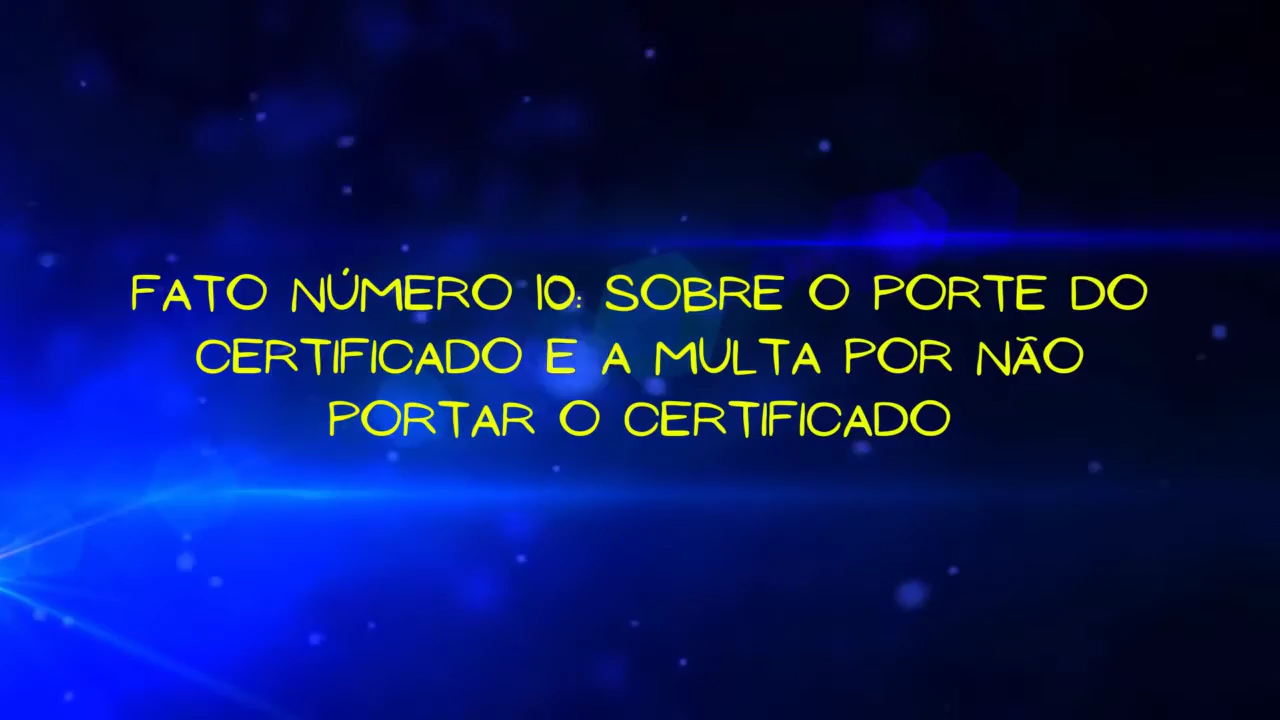 FATO NÚMERO 10: SOBRE O PORTE DO
CERTIFICADO E A MULTA POR NÃO
PORTAR O CERTIFICADO